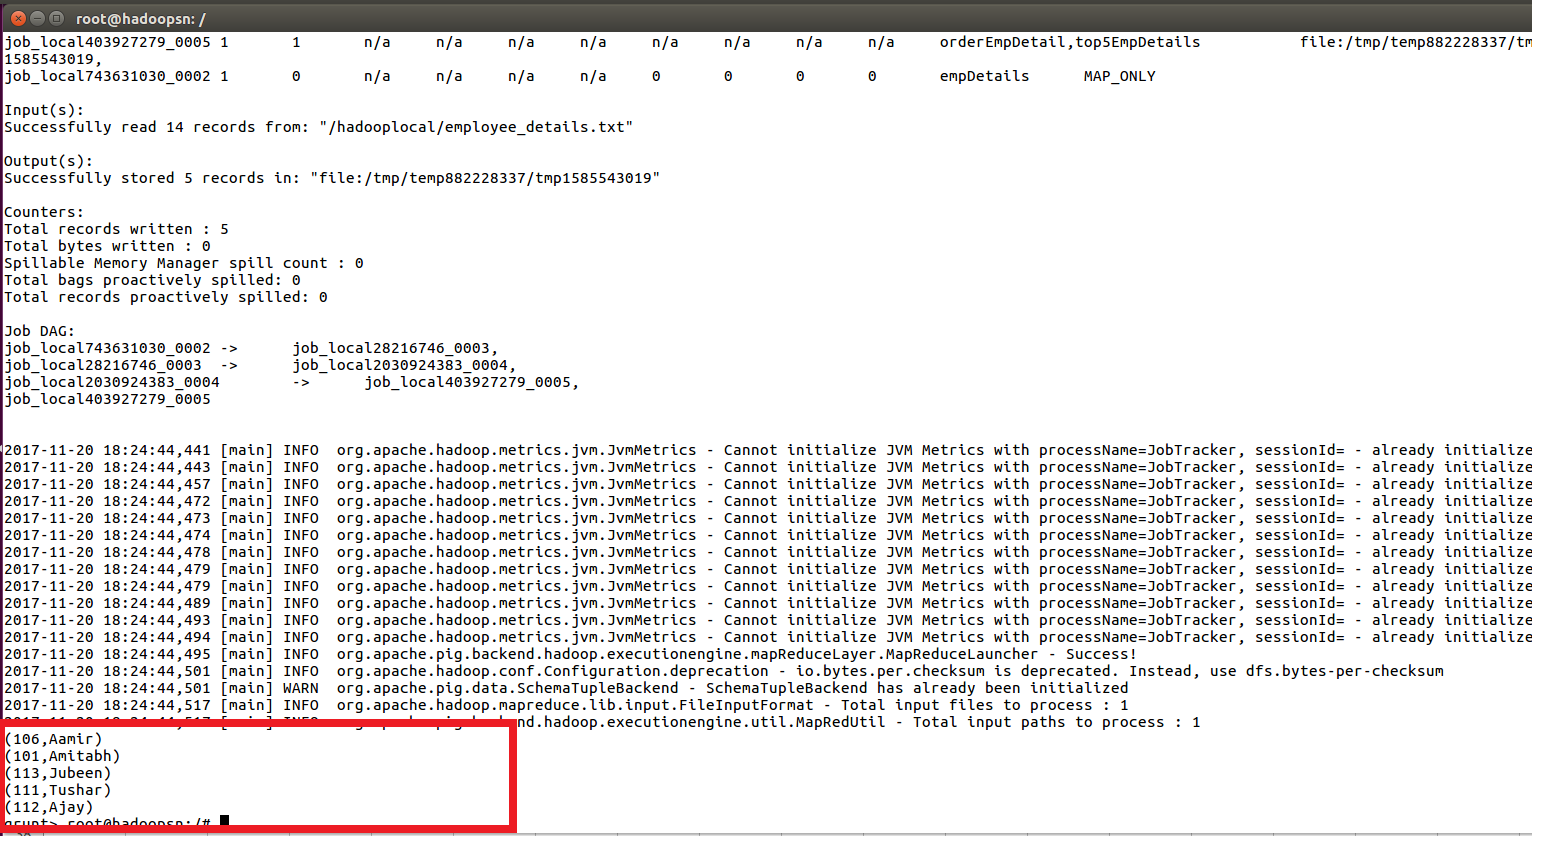 root@hadoopsn: /
job_local403927279_0005 1 1 n/a n/a n/a n/a n/a n/a n/a n/a orderEmpDetail,top5EmpDetails file:/tmp/temp882228337/tm
1585543019,
job_local743631030_0002 1 0 n/a n/a n/a n/a 0 0 0 0 empDetails MAP_ONLY
Input(s):
Successfully read 14 records from: "/hadooplocal/employee_details.txt"
Output(s):
Successfully stored 5 records in: "file:/tmp/temp882228337/tmp1585543019"
Counters:
Total records written : 5
Total bytes written : 0
Spillable Memory Manager spill count : 0
Total bags proactively spilled: 0
Total records proactively spilled: 0
Job DAG:
job_local743631030_0002 -> job_local28216746_0003,
job_local28216746_0003 -> job_local2030924383_0004,
job_local2030924383_0004 -> job_local403927279_0005,
job_local403927279_0005
2017-11-20 18:24:44,441 [main] INFO org.apache.hadoop.metrics.jvm.JvmMetrics - Cannot initialize JVM Metrics with processName=JobTracker, sessionId= - already initialize
2017-11-20 18:24:44,443 [main] INFO org.apache.hadoop.metrics.jvm.JvmMetrics - Cannot initialize JVM Metrics with processName=JobTracker, sessionId= - already initialize
2017-11-20 18:24:44,457 [main] INFO org.apache.hadoop.metrics.jvm.JvmMetrics - Cannot initialize JVM Metrics with processName=JobTracker, sessionId= - already initialize
2017-11-20 18:24:44,472 [main] INFO org.apache.hadoop.metrics.jvm.JvmMetrics - Cannot initialize JVM Metrics with processName=JobTracker, sessionId= - already initialize
2017-11-20 18:24:44,473 [main] INFO org.apache.hadoop.metrics.jvm.JvmMetrics - Cannot initialize JVM Metrics with processName=JobTracker, sessionId= - already initialize
2017-11-20 18:24:44,474 [main] INFO org.apache.hadoop.metrics.jvm.JvmMetrics - Cannot initialize JVM Metrics with processName=JobTracker, sessionId= - already initialize
2017-11-20 18:24:44,478 [main] INFO org.apache.hadoop.metrics.jvm.JvmMetrics - Cannot initialize JVM Metrics with processName=JobTracker, sessionId= - already initialize
2017-11-20 18:24:44,479 [main] INFO org.apache.hadoop.metrics.jvm.JvmMetrics - Cannot initialize JVM Metrics with processName=JobTracker, sessionId= - already initialize
2017-11-20 18:24:44,479 [main] INFO org.apache.hadoop.metrics.jvm.JvmMetrics - Cannot initialize JVM Metrics with processName=JobTracker, sessionId= - already initialize
2017-11-20 18:24:44,489 [main] INFO org.apache.hadoop.metrics.jvm.JvmMetrics - Cannot initialize JVM Metrics with processName=JobTracker, sessionId= - already initialize
2017-11-20 18:24:44,493 [main] INFO org.apache.hadoop.metrics.jvm.JvmMetrics - Cannot initialize JVM Metrics with processName=JobTracker, sessionId= - already initialize
2017-11-20 18:24:44,494 [main] INFO org.apache.hadoop.metrics.jvm.JvmMetrics - Cannot initialize JVM Metrics with processName=JobTracker, sessionId= - already initialize
2017-11-20 18:24:44,495 [main] INFO org.apache.pig.backend.hadoop.executionengine.mapReduceLayer.MapReduceLauncher - Success!
2017-11-20 18:24:44,501 [main] INFO org.apache.hadoop.conf.Configuration.deprecation - io.bytes.per.checksum is deprecated. Instead, use dfs.bytes-per-checksum
2017-11-20 18:24:44,501 [main] WARN org.apache.pig.data.SchemaTupleBackend - SchemaTupleBackend has already been initialized
2017-11-20 18:24:44,517 [main] INFO org.apache.hadoop.mapreduce.lib.input.FileInputFormat - Total input files to process : 1
nd.hadoop.executionengine.util.MapRedUtil - Total input paths to process : 1
(106,Aamir)
(101,Amitabh)
(113,Jubeen)
(111,Tushar)
(112,Ajay)
grunt> root@hadoopsn:/#